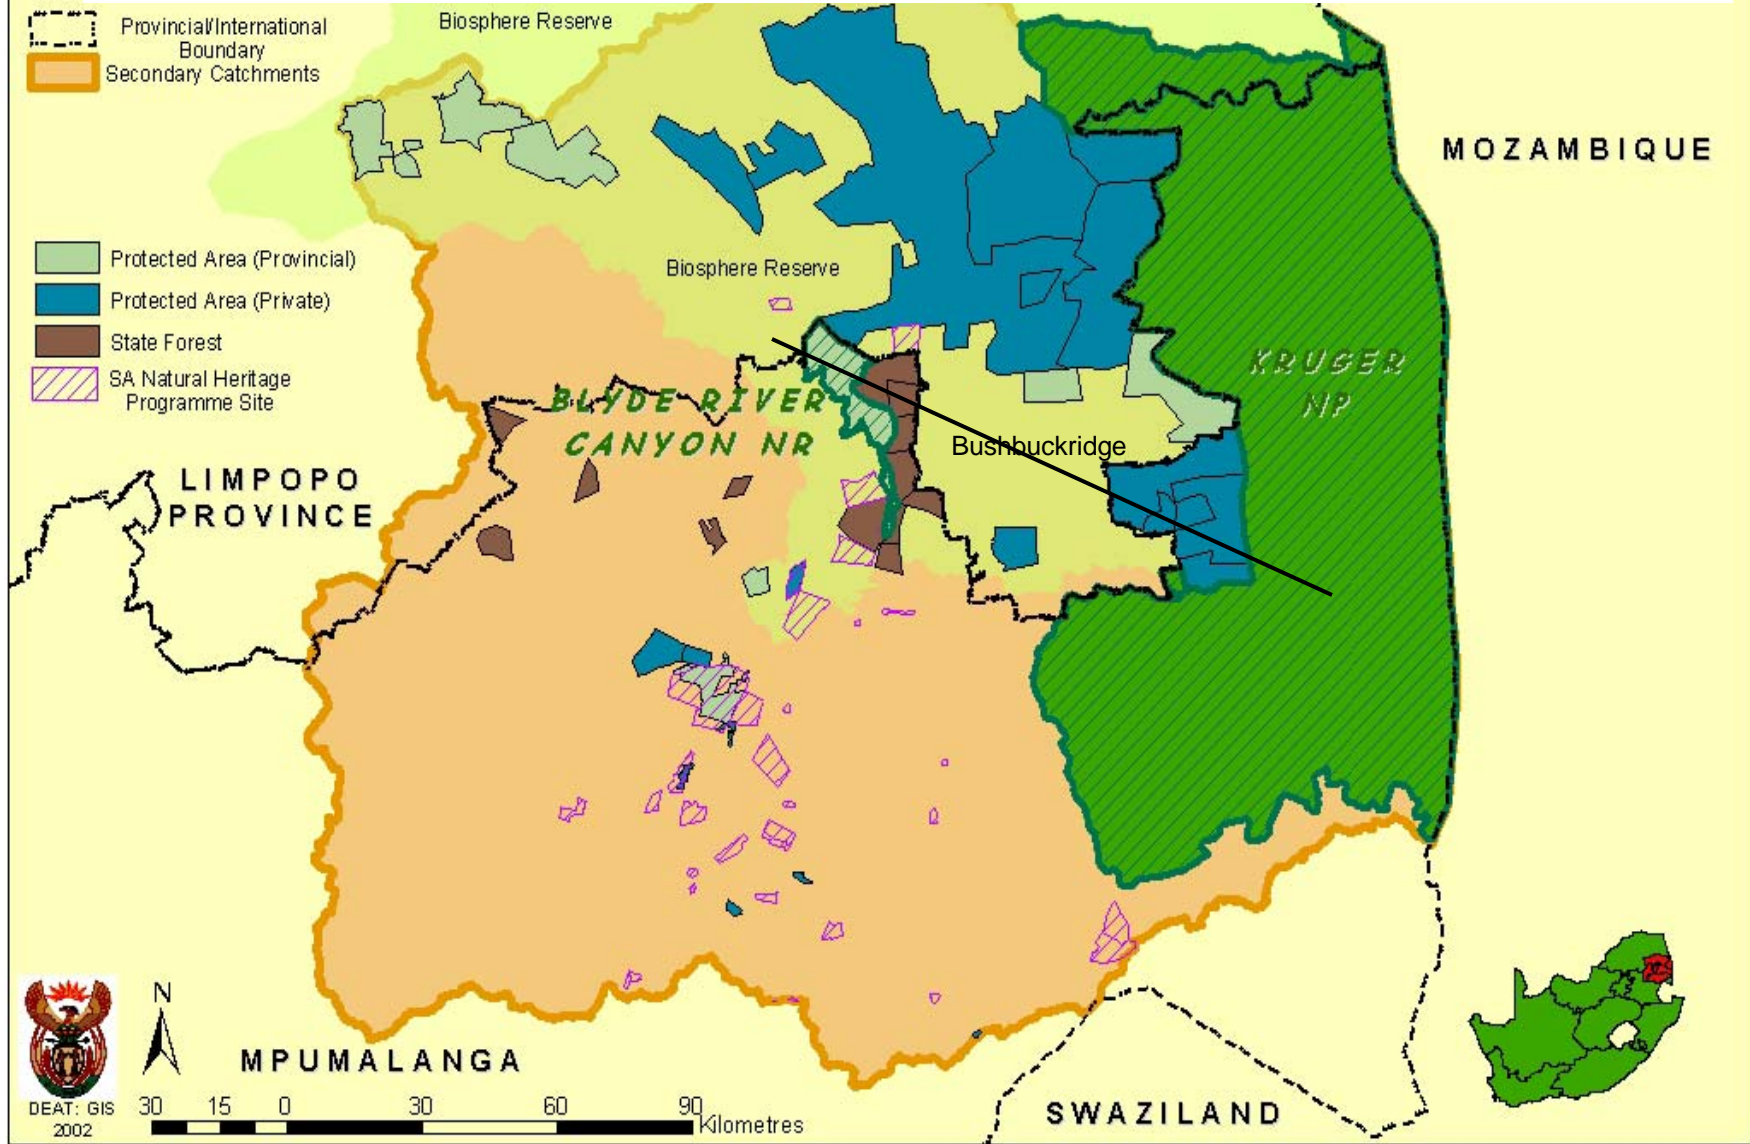 Provincial/International
Boundary
Secondary Catchments
Biosphere Reserve
MOZAMBIQUE
Protected Area (Provincial)
Protected Area (Private)
State Forest
SA Natural Heritage
Programme Site
Biosphere Reserve
KRUGER
NP
BLYDE RIVER
CANYON NR
Bushbuckridge
LIMPOPO
PROVINCE
N
MPUMALANGA
SWAZILAND
DEAT: GIS
2002
30 15 0 30 60 90
Kilometres